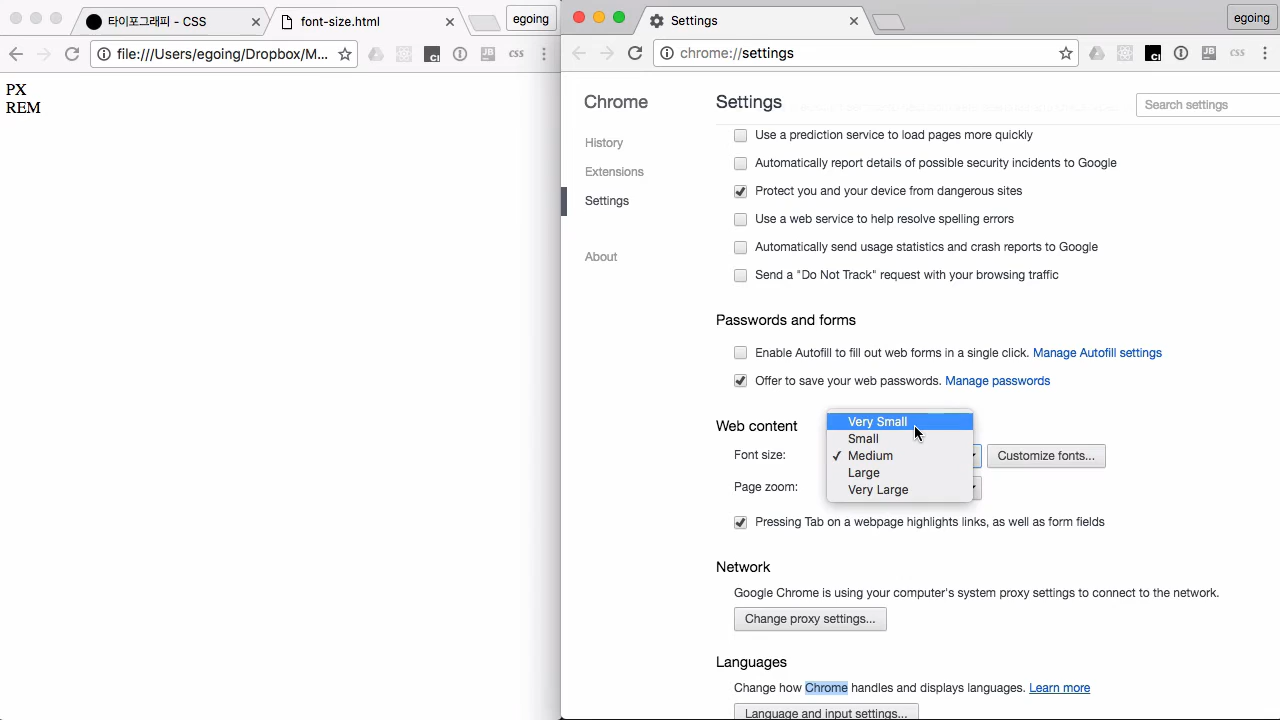 타이포그래피 - CSS
font-size.html
egoing
file:///Users/egoing/Dropbox/M...
JB
css
PX
REM
Settings
egoing
chrome://settings
JB
css
Chrome
History
Extensions
Settings
About
Settings
Search settings
Use a prediction service to load pages more quickly
Automatically report details of possible security incidents to Google
Protect you and your device from dangerous sites
Use a web service to help resolve spelling errors
Automatically send usage statistics and crash reports to Google
Send a "Do Not Track" request with your browsing traffic
Passwords and forms
Enable Autofill to fill out web forms in a single click. Manage Autofill settings
Offer to save your web passwords. Manage passwords
Web content
Very Small
Small
Font size:
Medium
Customize fonts...
Large
Page zoom:
Very Large
Pressing Tab on a webpage highlights links, as well as form fields
Network
Google Chrome is using your computer's system proxy settings to connect to the network.
Change proxy settings...
Languages
Change how Chrome handles and displays languages. Learn more
Language and input settings...